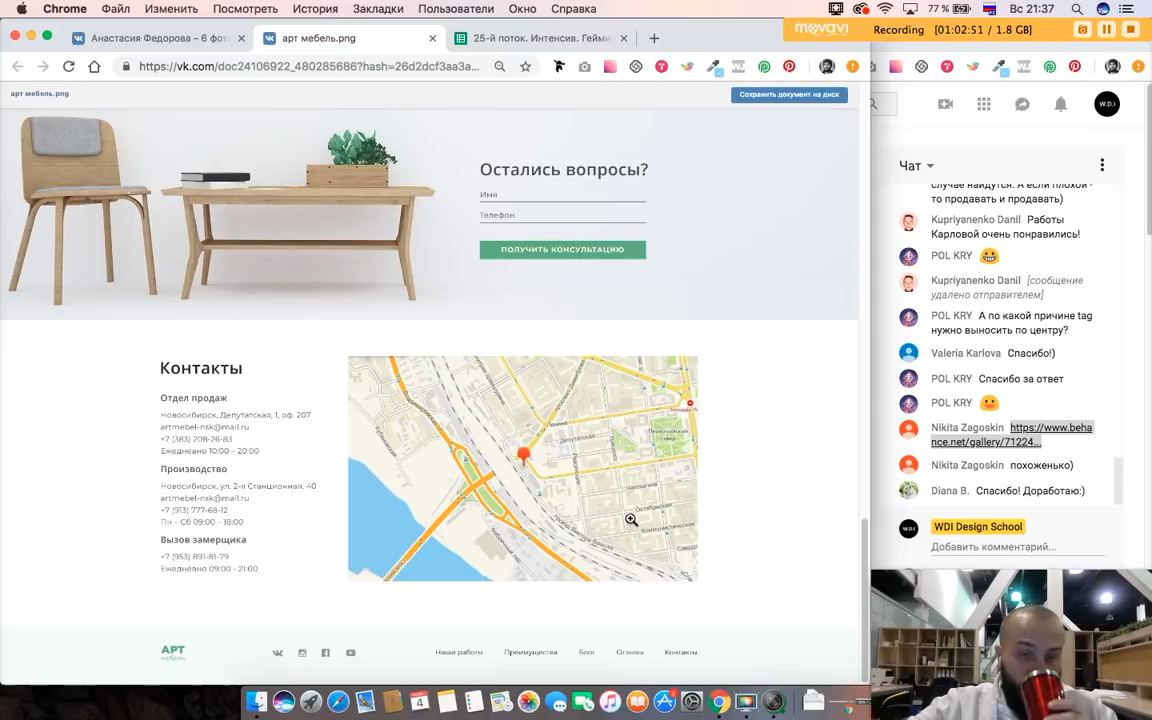 Chrome Файл Изменить Посмотреть История Закладки Пользователи Окно Справка
77 % Вс 21:37
Анастасия Федорова – 6 фото
арт мебель.png
25-й поток. Интенсив. Гейми
movavi
Recording [01:02:51 / 1.8 GB]
https://vk.com/doc24106922_480285686?hash=26d2dcf3aa3a...
арт мебель.png
Сохранить документ на диск
W.D.I
Остались вопросы?
Имя
Телефон
ПОЛУЧИТЬ КОНСУЛЬТАЦИЮ
Контакты
Отдел продаж
Новосибирск, Депутатская, 1, оф. 207
artmebel-nsk@mail.ru
+7 (383) 208-26-83
Ежедневно 10:00 - 20:00
Производство
Новосибирск, ул. 2-я Станционная, 40
artmebel-nsk@mail.ru
+7 (913) 777-68-12
Пн - Сб 09:00 - 18:00
Вызов замерщика
+7 (953) 891-81-79
Ежедневно 09:00 - 21:00
АРТ
мебель
Наши работы Преимущества Блог Отзывы Контакты
Чат
случае найдутся. А если плохой -
то продавать и продавать)
Kupriyanenko Danil Работы
Карловой очень понравились!
POL KRY
Kupriyanenko Danil [сообщение
удалено отправителем]
POL KRY А по какой причине tag
нужно выносить по центру?
Valeria Karlova Спасибо!)
POL KRY Спасибо за ответ
POL KRY
Nikita Zagoskin https://www.beha
nce.net/gallery/71224...
Nikita Zagoskin похоженько)
Diana B. Спасибо! Доработаю:)
W.D.I
WDI Design School
Добавить комментарий...